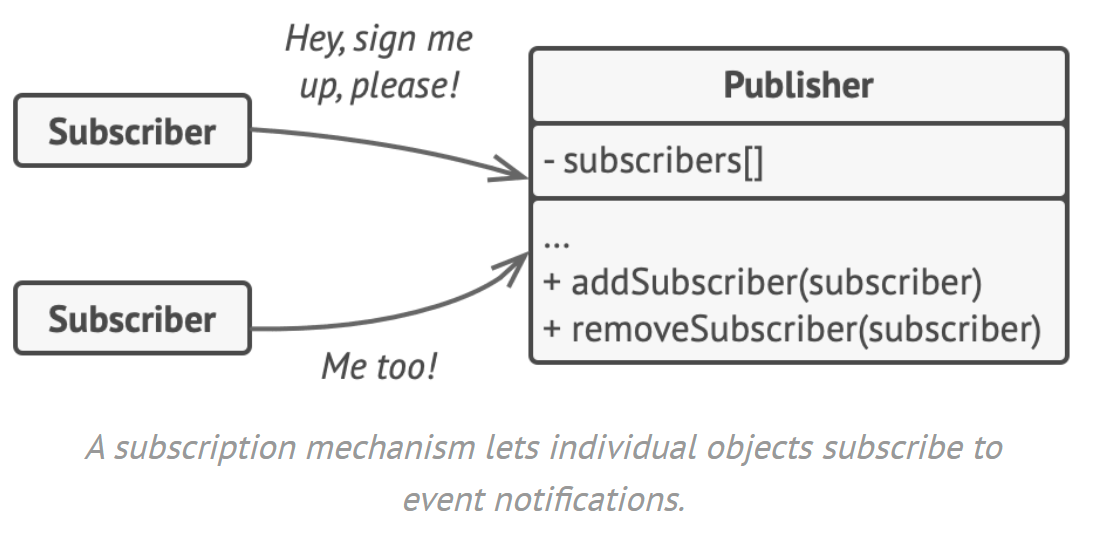 Hey, sign me
up, please!
Subscriber
Publisher
- subscribers[]
...
+ addSubscriber(subscriber)
+ removeSubscriber(subscriber)
Subscriber
Me too!
A subscription mechanism lets individual objects subscribe to
event notifications.